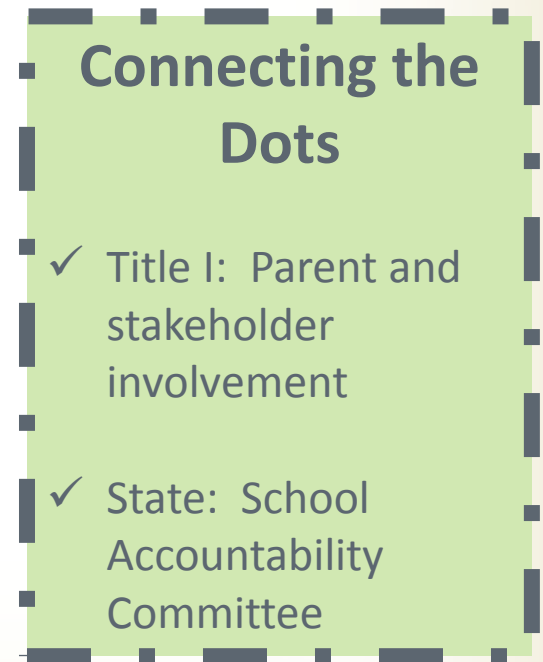 Connecting the
Dots
✓ Title I: Parent and
stakeholder
involvement
✓ State: School
Accountability
Committee